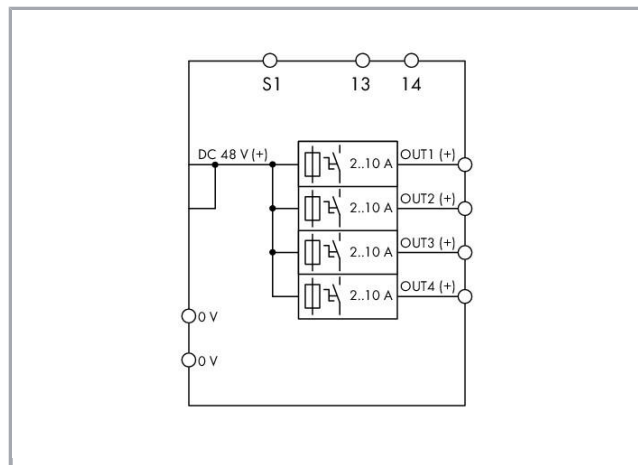 S1 13 14
DC 48 V (+)
2..10 A OUT1 (+)
2..10 A OUT2 (+)
2..10 A OUT3 (+)
2..10 A OUT4 (+)
0 V
0 V